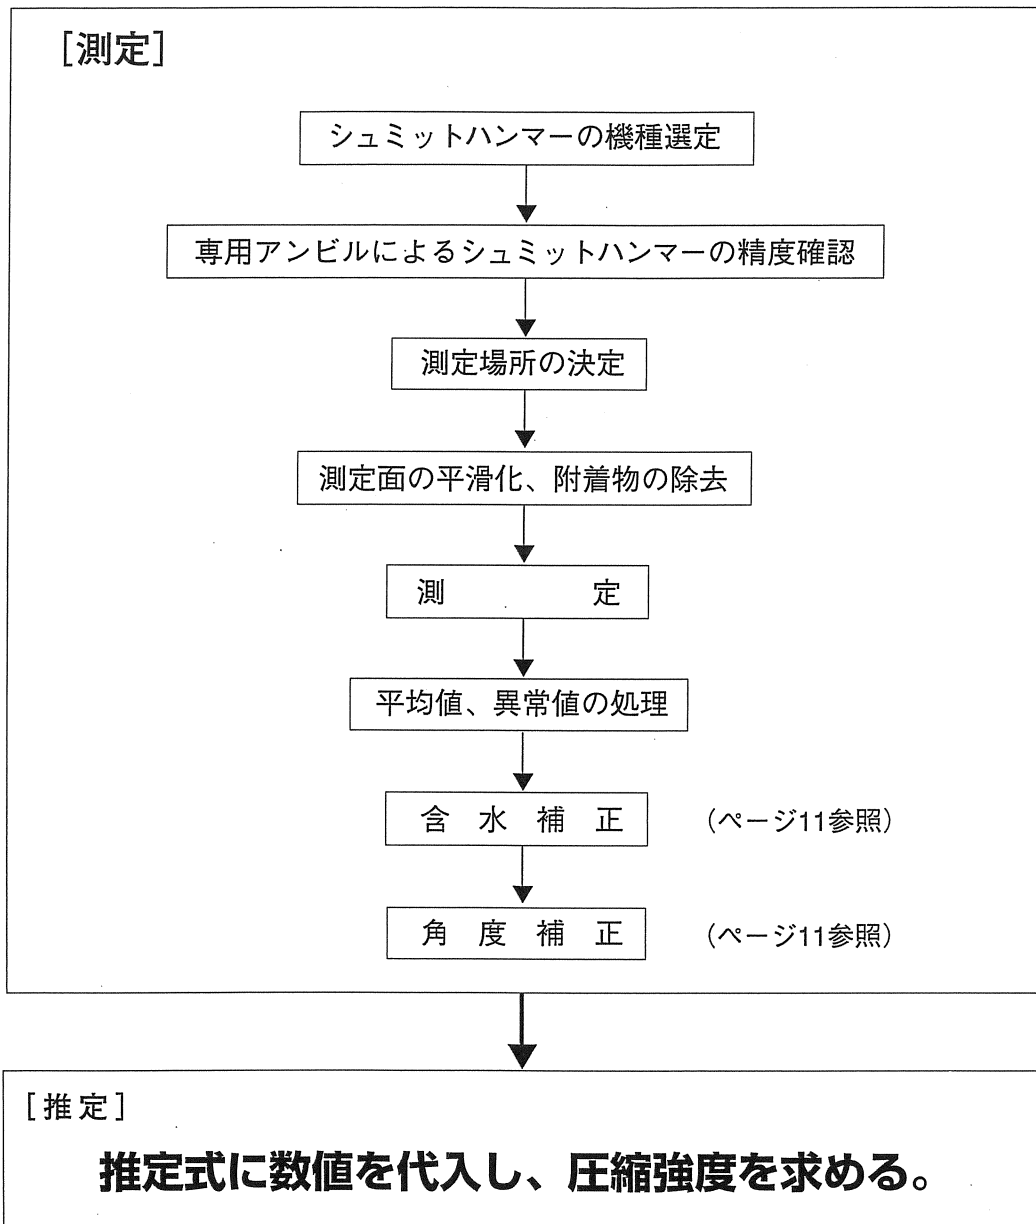 ［測定］
シュミットハンマーの機種選定
専用アンビルによるシュミットハンマーの精度確認
測定場所の決定
測定面の平滑化、附着物の除去
測　　定
平均値、異常値の処理
含水補正　（ページ11参照）
角度補正　（ページ11参照）
［推定］
推定式に数値を代入し、圧縮強度を求める。